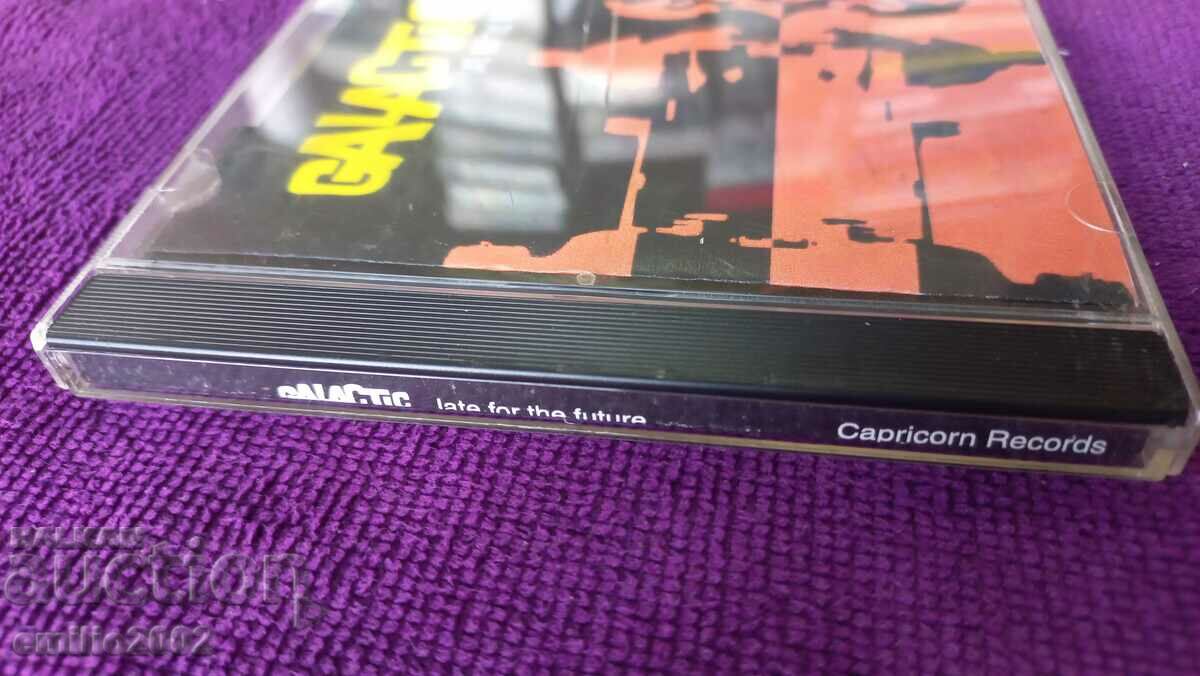 GALACTIC
GALACTIC late for the future Capricorn Records
BALKAN
auction
emilio2002